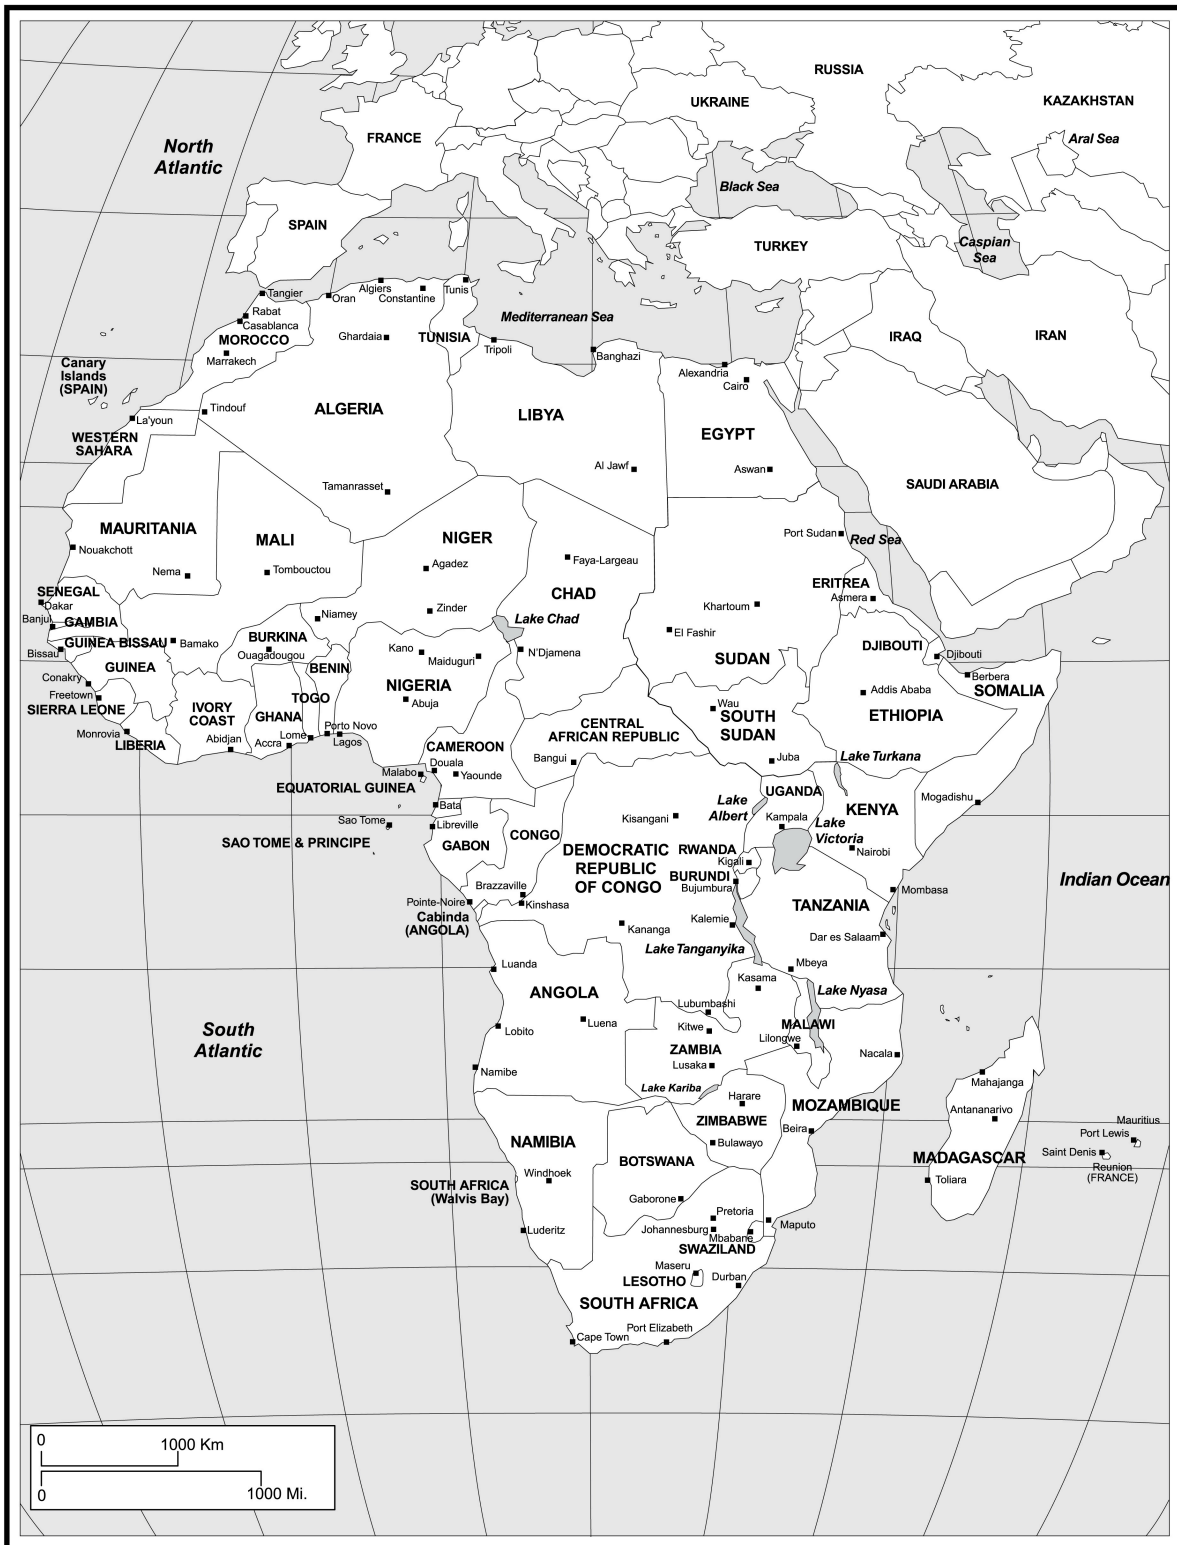 RUSSIA
UKRAINE
KAZAKHSTAN
Aral Sea
FRANCE
North
Atlantic
Black Sea
SPAIN
TURKEY
Caspian
Sea
Tangier
Oran
Algiers
Constantine
Tunis
Rabat
Casablanca
MOROCCO
Marrakech
Ghardaia
TUNISIA
Mediterranean Sea
Tripoli
Banghazi
IRAQ
IRAN
Canary
Islands
(SPAIN)
Alexandria
Cairo
La'youn
Tindouf
ALGERIA
LIBYA
EGYPT
WESTERN
SAHARA
Al Jawf
Aswan
SAUDI ARABIA
Tamanrasset
MAURITANIA
MALI
NIGER
Port Sudan
Red Sea
Nouakchott
Nema
Tombouctou
Agadez
Faya-Largeau
CHAD
ERITREA
Asmera
SENEGAL
Dakar
Banjul
GAMBIA
Niamey
Zinder
Lake Chad
Khartoum
El Fashir
GUINEA BISSAU
Bissau
Bamako
BURKINA
Ouagadougou
Kano
Maiduguri
N'Djamena
SUDAN
DJIBOUTI
Djibouti
GUINEA
BENIN
Conakry
Freetown
SIERRA LEONE
TOGO
NIGERIA
Abuja
Berbera
SOMALIA
Addis Ababa
ETHIOPIA
IVORY
COAST
GHANA
Wau
SOUTH
SUDAN
Monrovia
LIBERIA
Abidjan
Accra
Lome
Porto Novo
Lagos
CENTRAL
AFRICAN REPUBLIC
CAMEROON
Douala
Bangui
Juba
Lake Turkana
Malabo
Yaounde
EQUATORIAL GUINEA
Bata
UGANDA
KENYA
Mogadishu
Lake
Albert
Kampala
Lake
Victoria
Sao Tome
Libreville
SAO TOME & PRINCIPE
GABON
CONGO
Kisangani
DEMOCRATIC
REPUBLIC
OF CONGO
RWANDA
Kigali
Nairobi
BURUNDI
Bujumbura
Indian Ocean
Brazzaville
Pointe-Noire
Kinshasa
Cabinda
(ANGOLA)
Mombasa
TANZANIA
Kananga
Kalemie
Dar es Salaam
Lake Tanganyika
Luanda
Mbeya
Kasama
Lake Nyasa
ANGOLA
Lubumbashi
Luena
Kitwe
MALAWI
Lilongwe
South
Atlantic
Lobito
ZAMBIA
Lusaka
Nacala
Namibe
Lake Kariba
Mahajanga
Harare
MOZAMBIQUE
Antananarivo
ZIMBABWE
Beira
Mauritius
Port Lewis
NAMIBIA
Bulawayo
Saint Denis
MADAGASCAR
Reunion
(FRANCE)
BOTSWANA
Windhoek
SOUTH AFRICA
(Walvis Bay)
Toliara
Gaborone
Pretoria
Luderitz
Johannesburg
Mbabane
Maputo
SWAZILAND
Maseru
LESOTHO
Durban
SOUTH AFRICA
Port Elizabeth
Cape Town
0
1000 Km
0
1000 Mi.